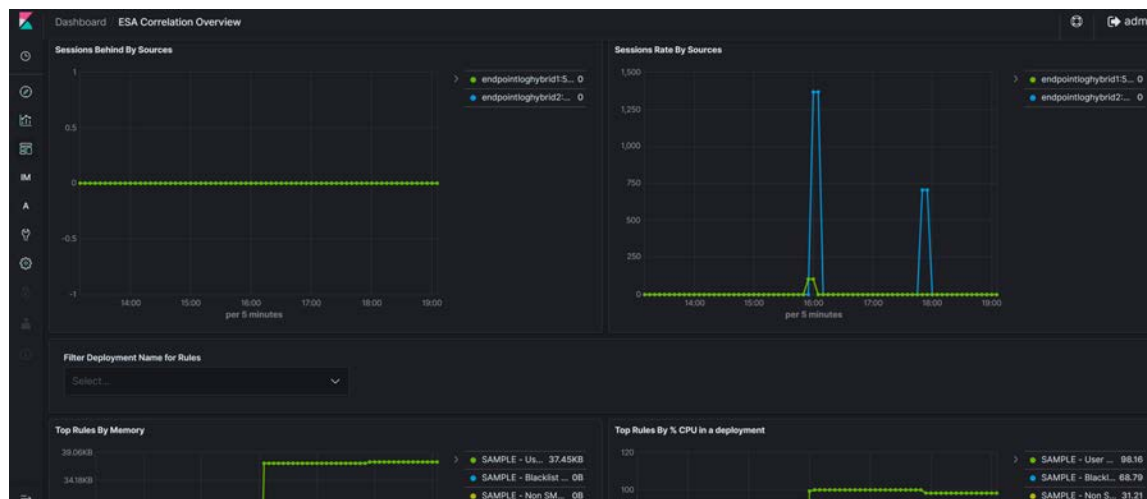 Dashboard ESA Correlation Overview
adm
Sessions Behind By Sources
1
0.5
0
-0.5
-1
14:00 15:00 16:00 17:00 18:00 19:00
per 5 minutes
endpointloghybrid1:5... 0
endpointloghybrid2:... 0
Sessions Rate By Sources
1,500
1,250
1,000
750
500
250
0
14:00 15:00 16:00 17:00 18:00 19:00
per 5 minutes
endpointloghybrid1:5... 0
endpointloghybrid2:... 0
IM
A
Filter Deployment Name for Rules
Select...
Top Rules By Memory
39.06KB
34.18KB
SAMPLE - Us... 37.45KB
SAMPLE - Blacklist ... 0B
SAMPLE - Non SM... 0B
Top Rules By % CPU in a deployment
120
100
SAMPLE - User ... 98.16
SAMPLE - Blackl... 68.79
SAMPLE - Non S... 31.21